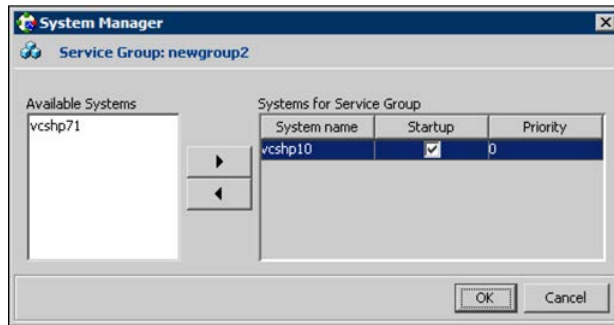 System Manager
Service Group: newgroup2
Available Systems
vcshp71
Systems for Service Group
System name Startup Priority
vcshp10 0
OK Cancel